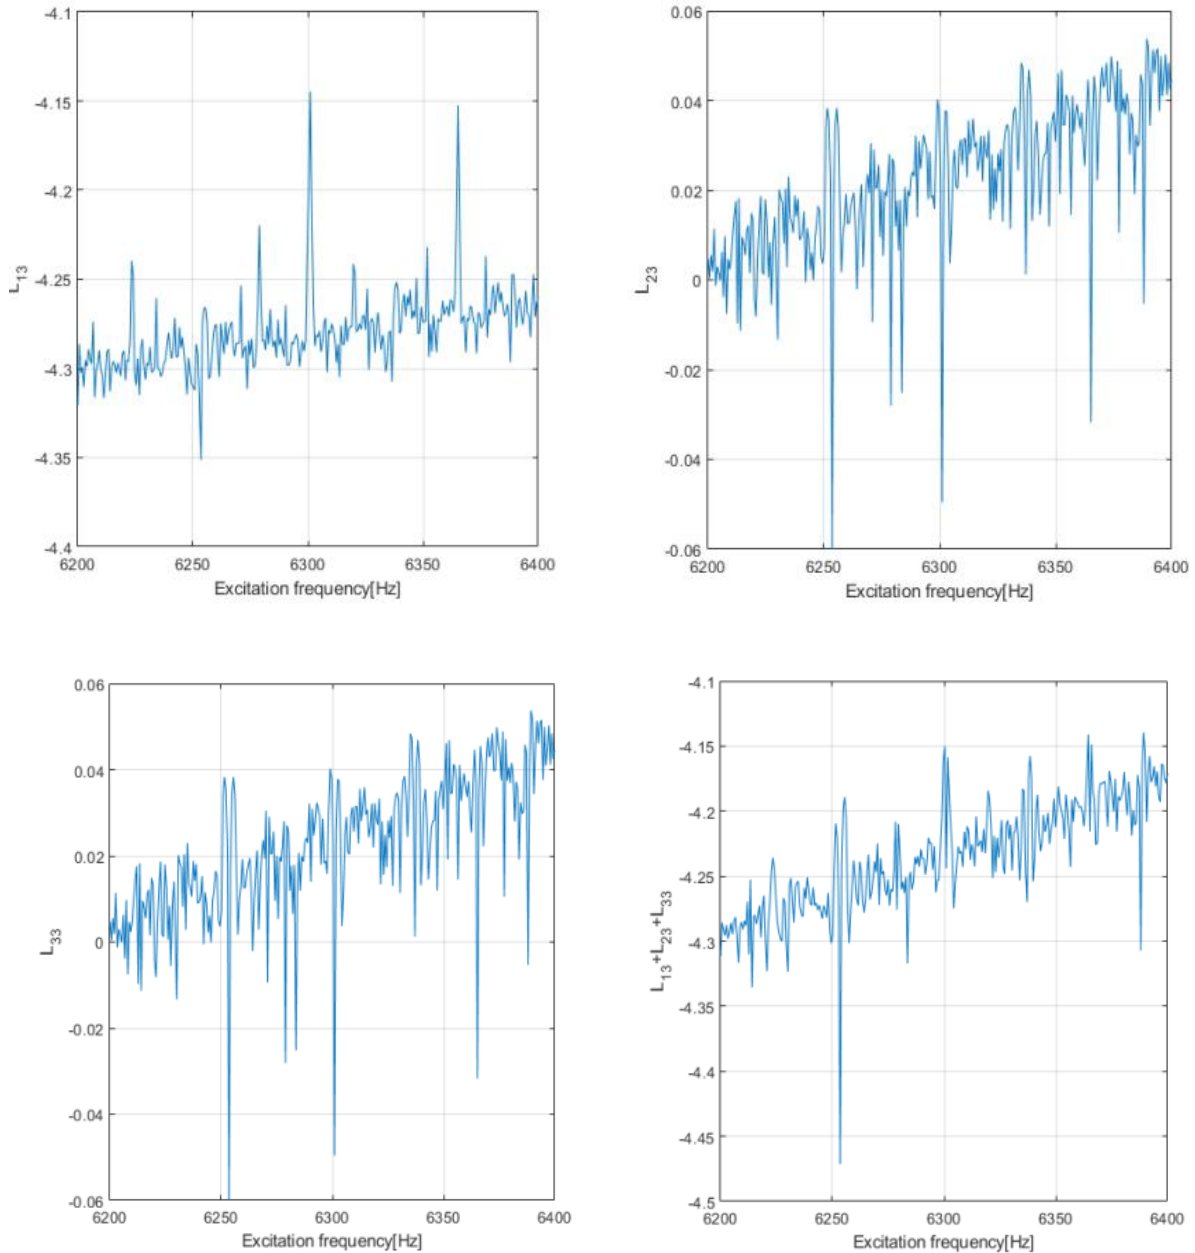 -4.1
-4.15
-4.2
-4.25
-4.3
-4.35
-4.4
L13
6200 6250 6300 6350 6400
Excitation frequency[Hz]
0.06
0.04
0.02
0
-0.02
-0.04
-0.06
L23
6200 6250 6300 6350 6400
Excitation frequency[Hz]
0.06
0.04
0.02
0
-0.02
-0.04
-0.06
L33
6200 6250 6300 6350 6400
Excitation frequency[Hz]
-4.1
-4.15
-4.2
-4.25
-4.3
-4.35
-4.4
-4.45
-4.5
L13+L23+L33
6200 6250 6300 6350 6400
Excitation frequency[Hz]